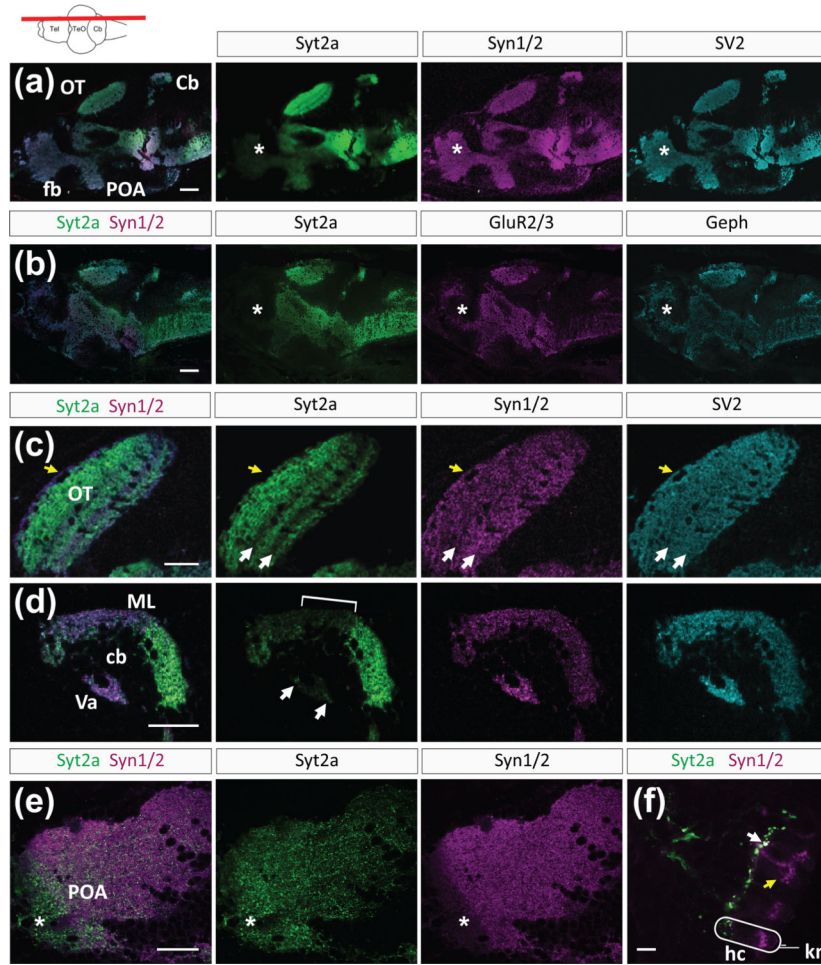 Tel TeO Cb
Syt2a Syn1/2 SV2
(a) OT Cb
fb POA
* * *
Syt2a Syn1/2 Syt2a GluR2/3 Geph
(b)
* * *
Syt2a Syn1/2 Syt2a Syn1/2 SV2
(c)
OT
(d) ML
cb
Va
Syt2a Syn1/2 Syt2a Syn1/2 Syt2a Syn1/2
(e) (f)
POA
* * *
hc